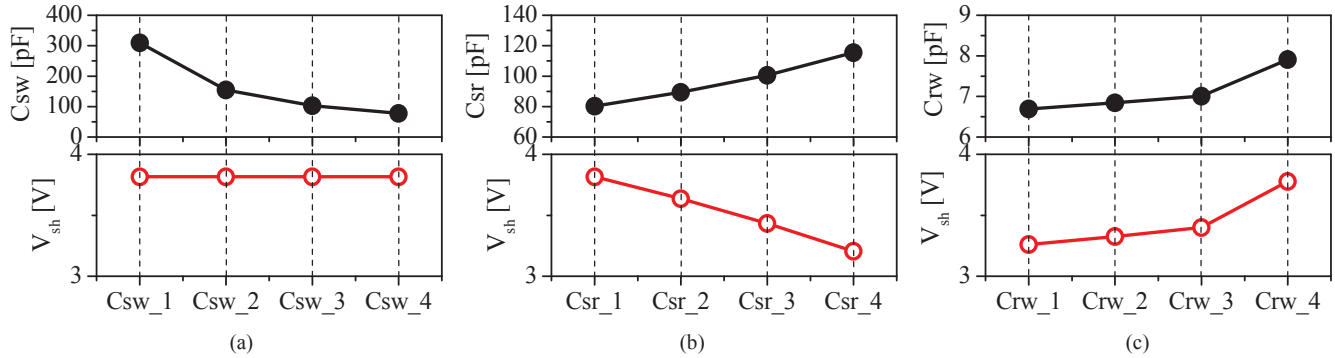 Csw [pF]
400
300
200
100
0
V_sh [V]
4
3
Csw_1 Csw_2 Csw_3 Csw_4
(a)
Csr [pF]
140
120
100
80
60
V_sh [V]
4
3
Csr_1 Csr_2 Csr_3 Csr_4
(b)
Crw [pF]
9
8
7
6
V_sh [V]
4
3
Crw_1 Crw_2 Crw_3 Crw_4
(c)